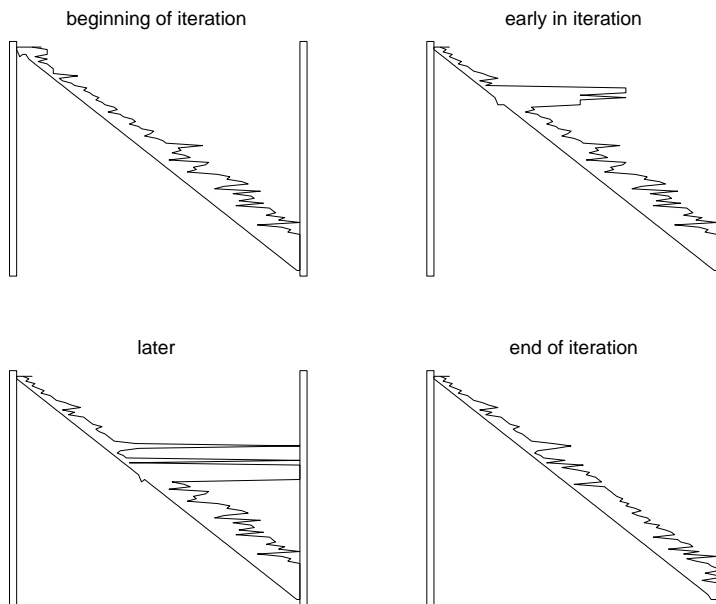 beginning of iteration
early in iteration
later
end of iteration